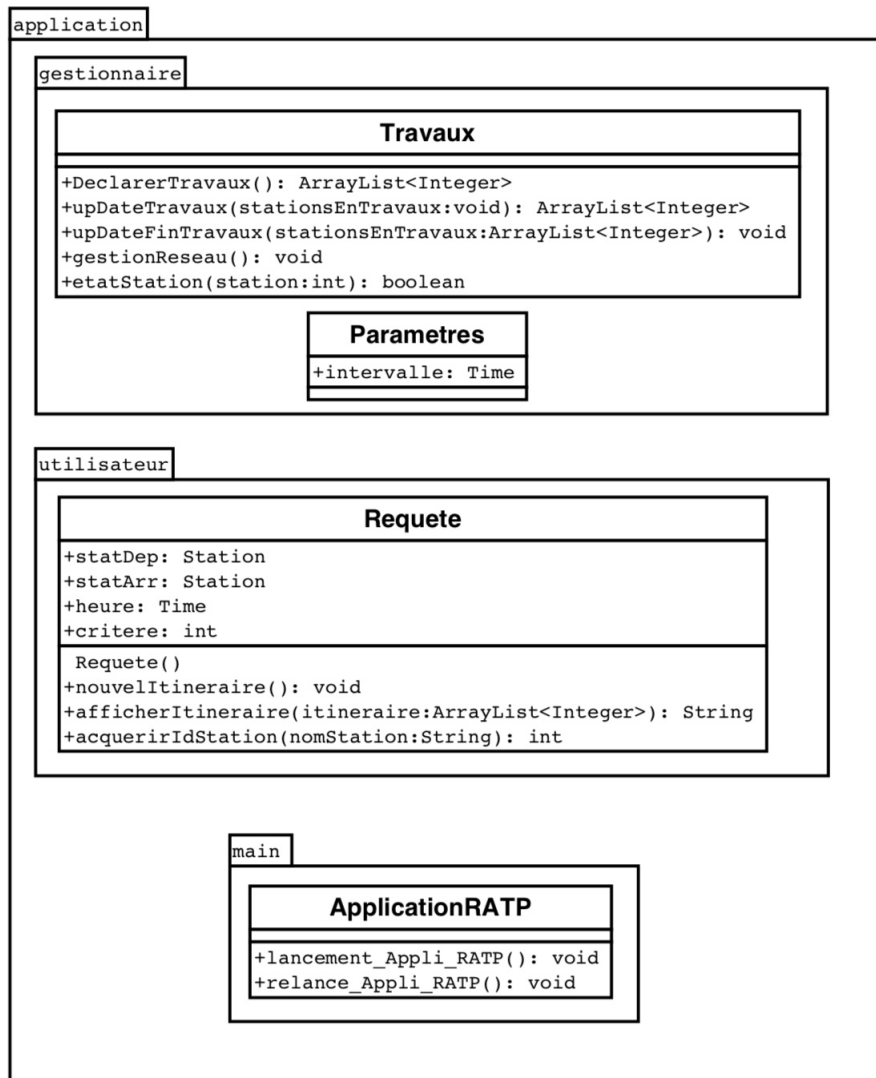 application
gestionnaire
Travaux
+DeclarerTravaux(): ArrayList<Integer>
+upDateTravaux(stationsEnTravaux:void): ArrayList<Integer>
+upDateFinTravaux(stationsEnTravaux:ArrayList<Integer>): void
+gestionReseau(): void
+etatStation(station:int): boolean
Parametres
+intervalle: Time
utilisateur
Requete
+statDep: Station
+statArr: Station
+heure: Time
+critere: int
Requete()
+nouvelItineraire(): void
+afficherItineraire(itineraire:ArrayList<Integer>): String
+acquerirIdStation(nomStation:String): int
main
ApplicationRATP
+lancement_Appli_RATP(): void
+relance_Appli_RATP(): void